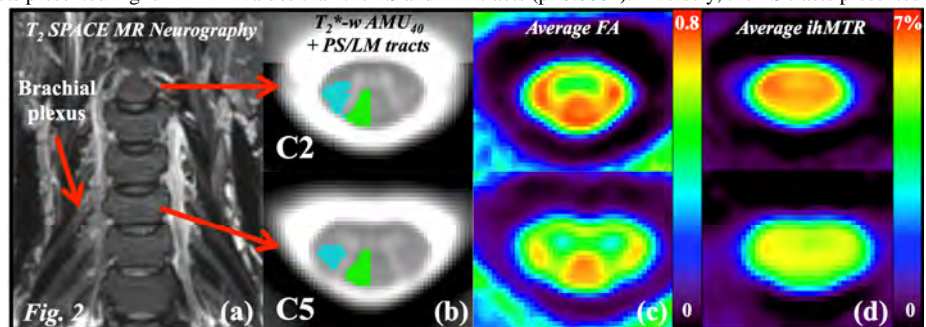 T₂ SPACE MR Neurography
T₂*-w AMU₄₀
+ PS/LM tracts
Average FA
0.8
Average ihMTR
7%
Brachial
plexus
C2
C5
Fig. 2
(a)
(b)
(c)
0
(d)
0